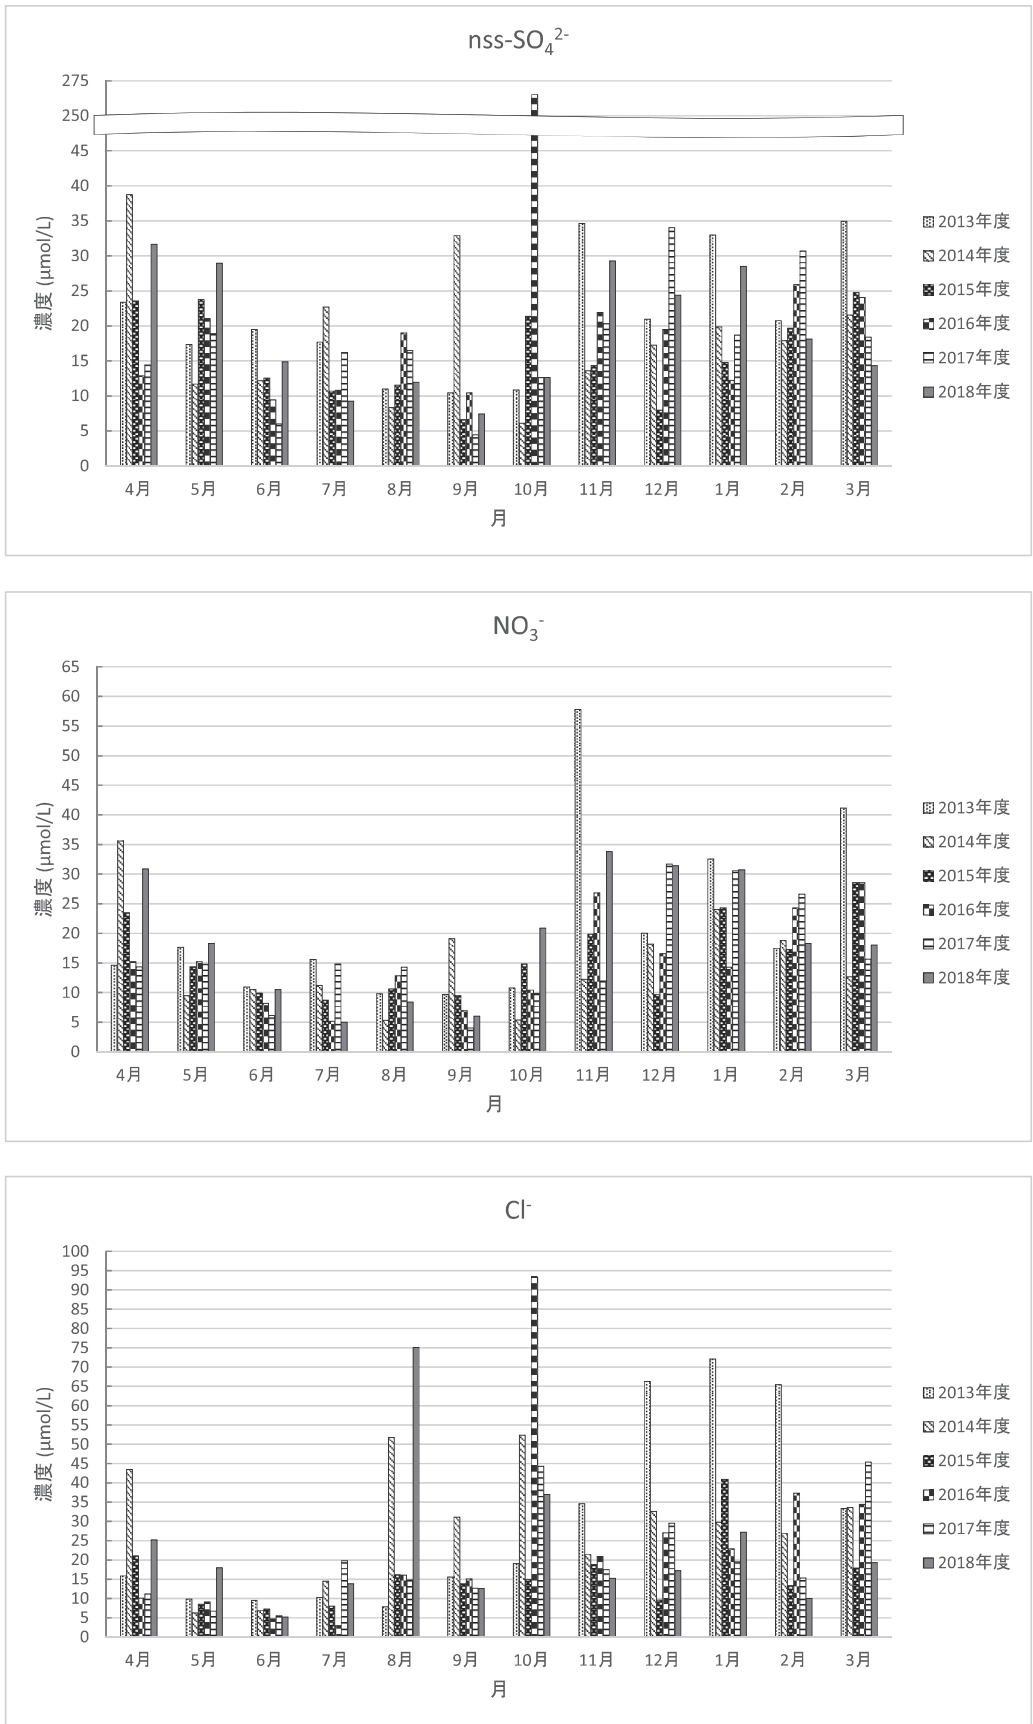 nss-SO₄²⁻
275
250
45
40
35
30
25
20
15
10
5
0
濃度 (μmol/L)
4月 5月 6月 7月 8月 9月 10月 11月 12月 1月 2月 3月
月
2013年度
2014年度
2015年度
2016年度
2017年度
2018年度
NO₃⁻
65
60
55
50
45
40
35
30
25
20
15
10
5
0
濃度 (μmol/L)
4月 5月 6月 7月 8月 9月 10月 11月 12月 1月 2月 3月
月
2013年度
2014年度
2015年度
2016年度
2017年度
2018年度
Cl⁻
100
95
90
85
80
75
70
65
60
55
50
45
40
35
30
25
20
15
10
5
0
濃度 (μmol/L)
4月 5月 6月 7月 8月 9月 10月 11月 12月 1月 2月 3月
月
2013年度
2014年度
2015年度
2016年度
2017年度
2018年度